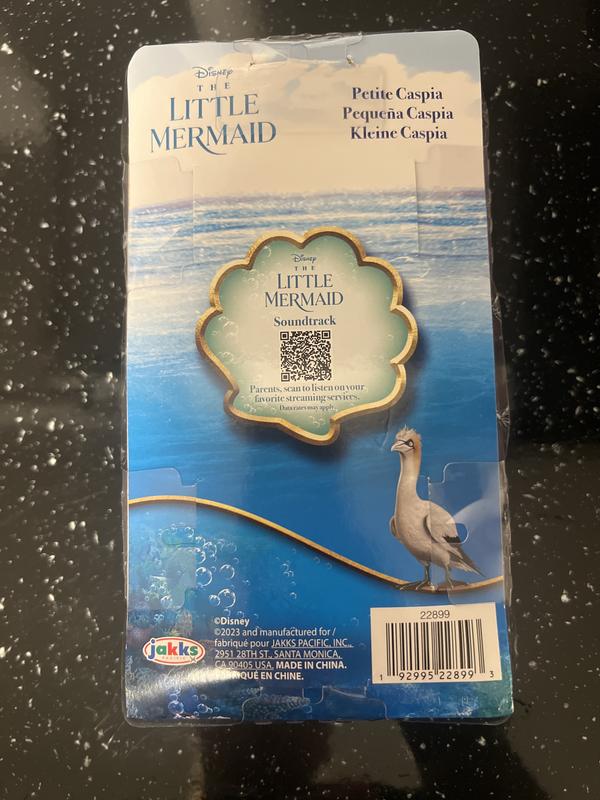 Disney
THE
LITTLE
MERMAID
Petite Caspia
Pequeña Caspia
Kleine Caspia
Disney
THE
LITTLE
MERMAID
Soundtrack
Parents, scan to listen on your
favorite streaming services.
Data rates may apply.
©Disney
©2023 and manufactured for /
fabriqué pour JAKKS PACIFIC, INC.,
2951 28TH ST., SANTA MONICA,
CA 90405 USA. MADE IN CHINA.
FABRIQUÉ EN CHINE.
jakks
PACIFIC
22899
1 92995 22899 3